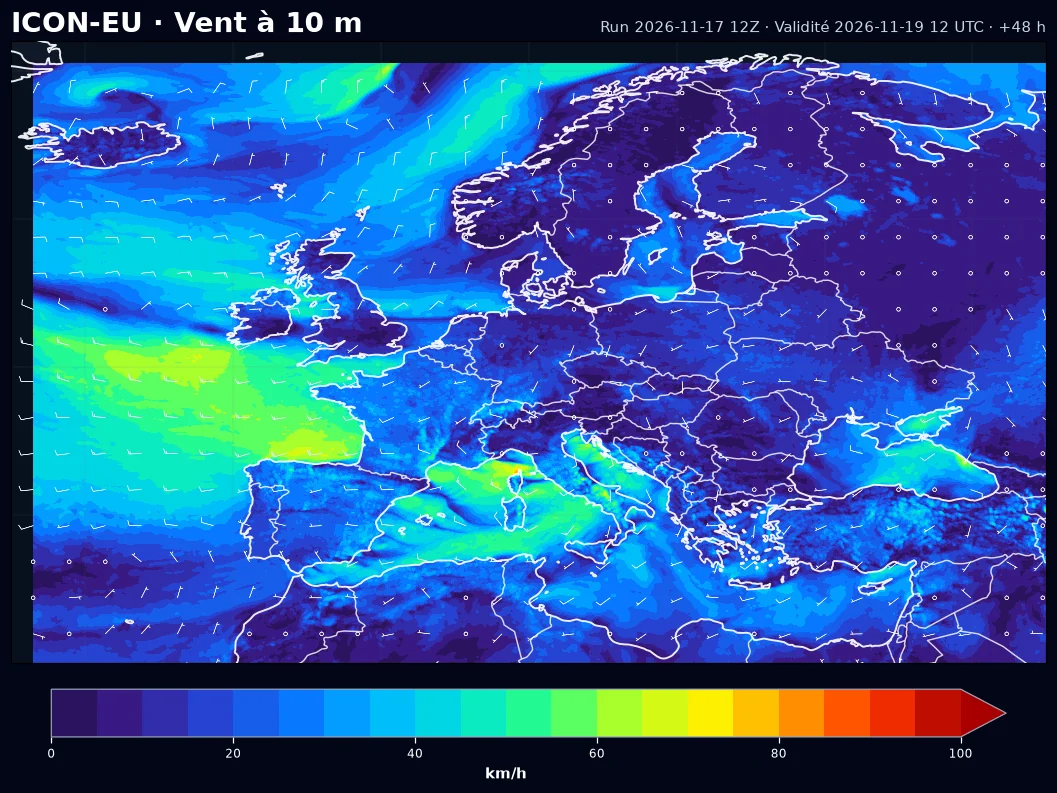 ICON-EU · Vent à 10 m
Run 2026-11-17 12Z · Validité 2026-11-19 12 UTC · +48 h
0 20 40 60 80 100
km/h